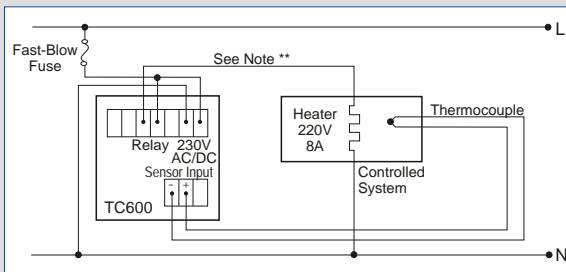 L
Fast-Blow
Fuse
See Note **
Relay 230V
AC/DC
Sensor Input
- +
TC600
Heater
220V
8A
Thermocouple
Controlled
System
N